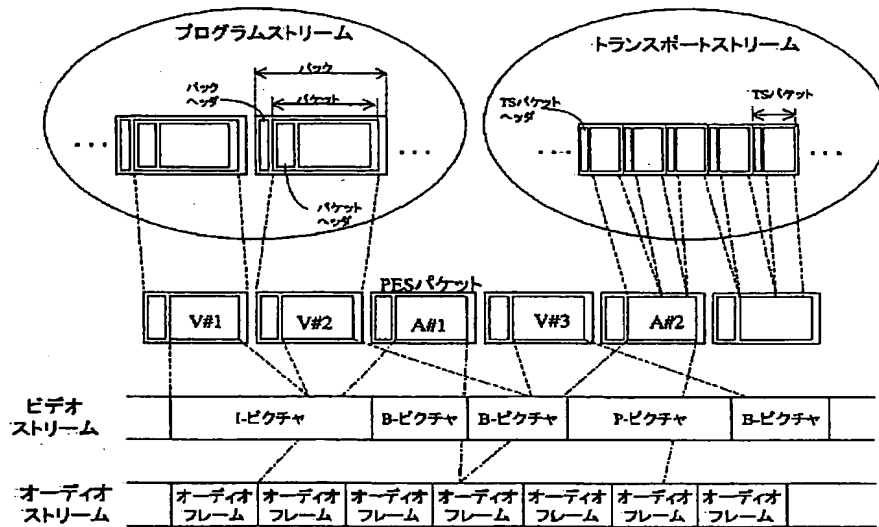 プログラムストリーム
トランスポートストリーム
パック
パケット
パック
ヘッダ
パケット
ヘッダ
TSパケット
ヘッダ
TSパケット
PESパケット
V#1
V#2
A#1
V#3
A#2
ビデオ
ストリーム
I-ピクチャ
B-ピクチャ
B-ピクチャ
P-ピクチャ
B-ピクチャ
オーディオ
ストリーム
オーディオ
フレーム
オーディオ
フレーム
オーディオ
フレーム
オーディオ
フレーム
オーディオ
フレーム
オーディオ
フレーム
オーディオ
フレーム